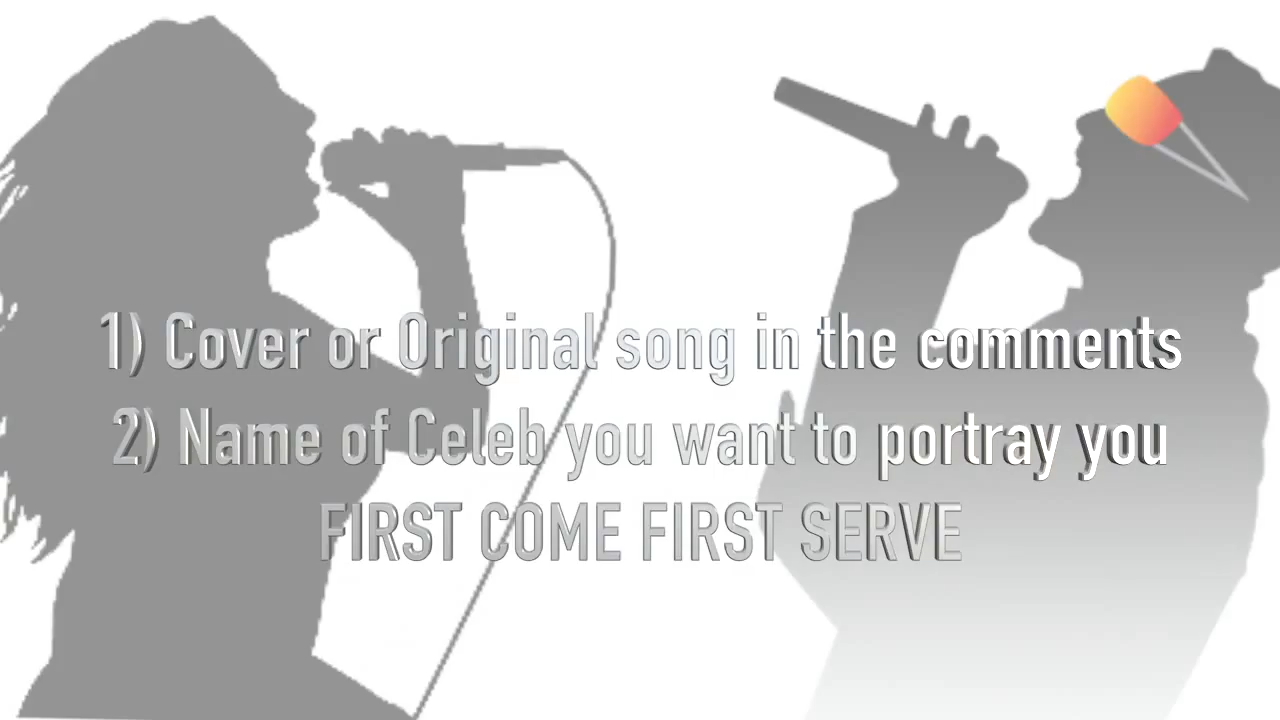 1) Cover or Original song in the comments
2) Name of Celeb you want to portray you
FIRST COME FIRST SERVE